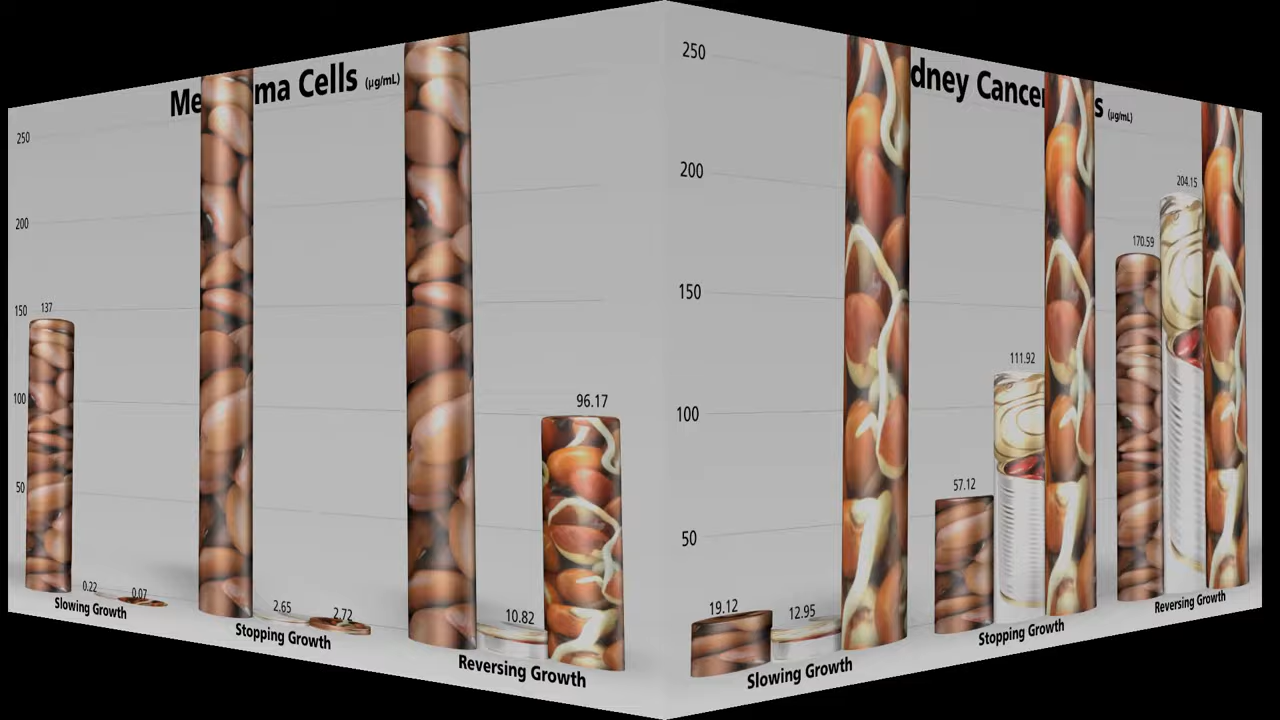 Me ma Cells (µg/mL)
250
200
150
100
50
137
0.22
0.07
2.65
2.72
10.82
96.17
Slowing Growth
Stopping Growth
Reversing Growth
dney Cancer s (µg/mL)
250
200
150
100
50
19.12
12.95
57.12
111.92
170.59
204.15
Slowing Growth
Stopping Growth
Reversing Growth